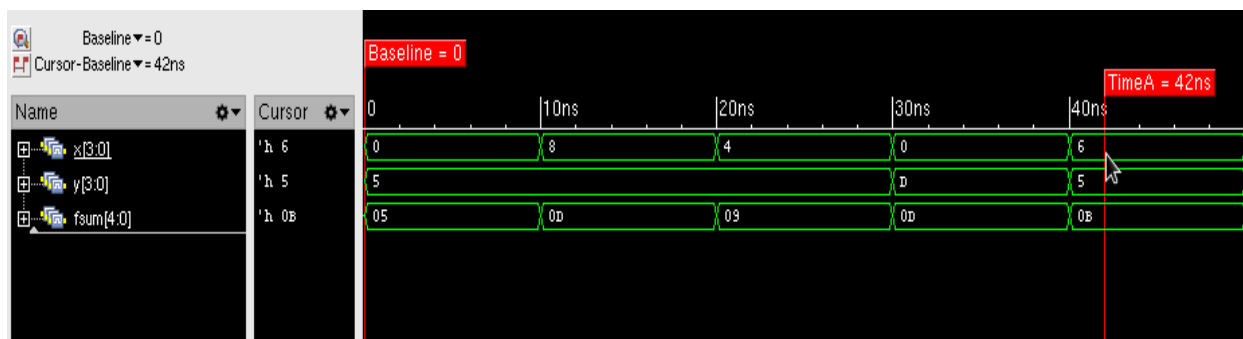 Baseline▼= 0
Cursor-Baseline▼= 42ns
Baseline = 0
TimeA = 42ns
Name Cursor 0 10ns 20ns 30ns 40ns
x[3:0] 'h 6 0 8 4 0 6
y[3:0] 'h 5 5 D 5
fsum[4:0] 'h 0B 05 0D 09 0D 0B